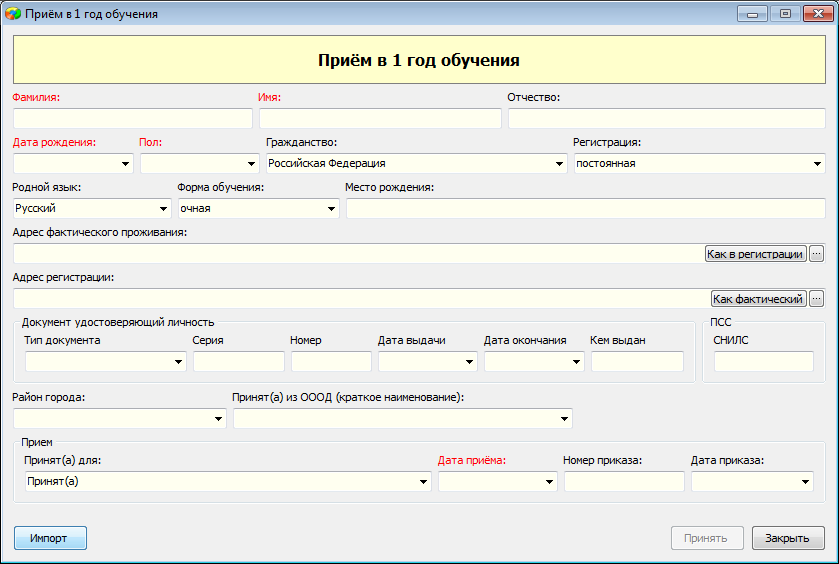 Приём в 1 год обучения
Приём в 1 год обучения
Фамилия: Имя: Отчество:
Дата рождения: Пол: Гражданство: Регистрация:
Российская Федерация постоянная
Родной язык: Форма обучения: Место рождения:
Русский очная
Адрес фактического проживания:
Как в регистрации ...
Адрес регистрации:
Как фактический ...
Документ удостоверяющий личность ПСС
Тип документа Серия Номер Дата выдачи Дата окончания Кем выдан СНИЛС
Район города: Принят(а) из ОООД (краткое наименование):
Прием
Принят(а) для: Дата приёма: Номер приказа: Дата приказа:
Принят(а)
Импорт Принять Закрыть